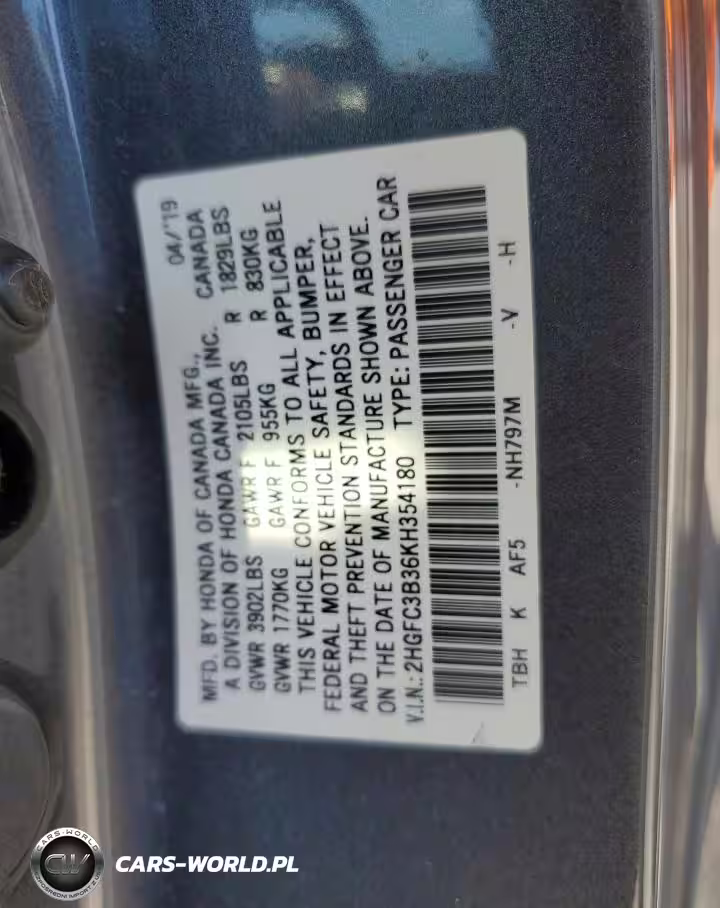 04/'19
MFD. BY HONDA OF CANADA MFG.,
A DIVISION OF HONDA CANADA INC. CANADA
GVWR 3902LBS GAWR F 2105LBS R 1829LBS
GVWR 1770KG GAWR F 955KG R 830KG
THIS VEHICLE CONFORMS TO ALL APPLICABLE
FEDERAL MOTOR VEHICLE SAFETY, BUMPER,
AND THEFT PREVENTION STANDARDS IN EFFECT
ON THE DATE OF MANUFACTURE SHOWN ABOVE.
V.I.N.: 2HGFC3B36KH354180 TYPE: PASSENGER CAR
TBH K AF5 -NH797M -V -H
CARS-WORLD
CW
CARS-WORLD.PL